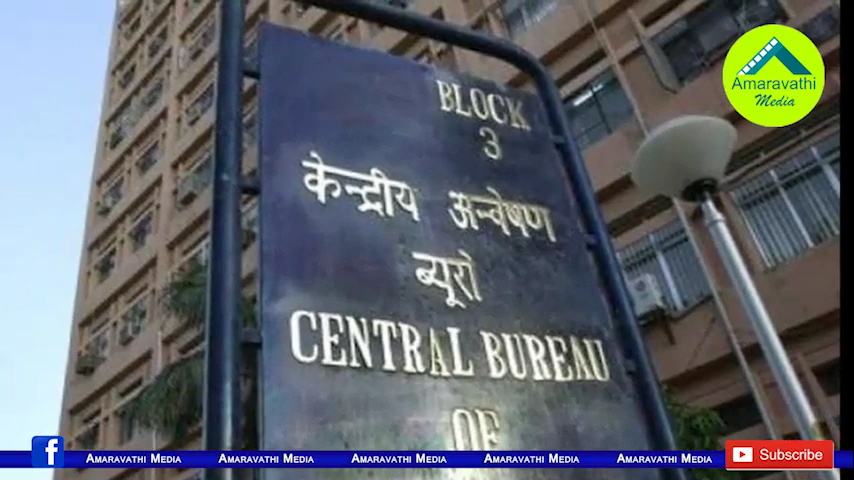 Amaravathi
Media
BLOCK
3
केन्द्रीय अन्वेषण
ब्यूरो
CENTRAL BUREAU
OF
f
AMARAVATHI MEDIA AMARAVATHI MEDIA AMARAVATHI MEDIA AMARAVATHI MEDIA AMARAVATHI MEDIA
Subscribe